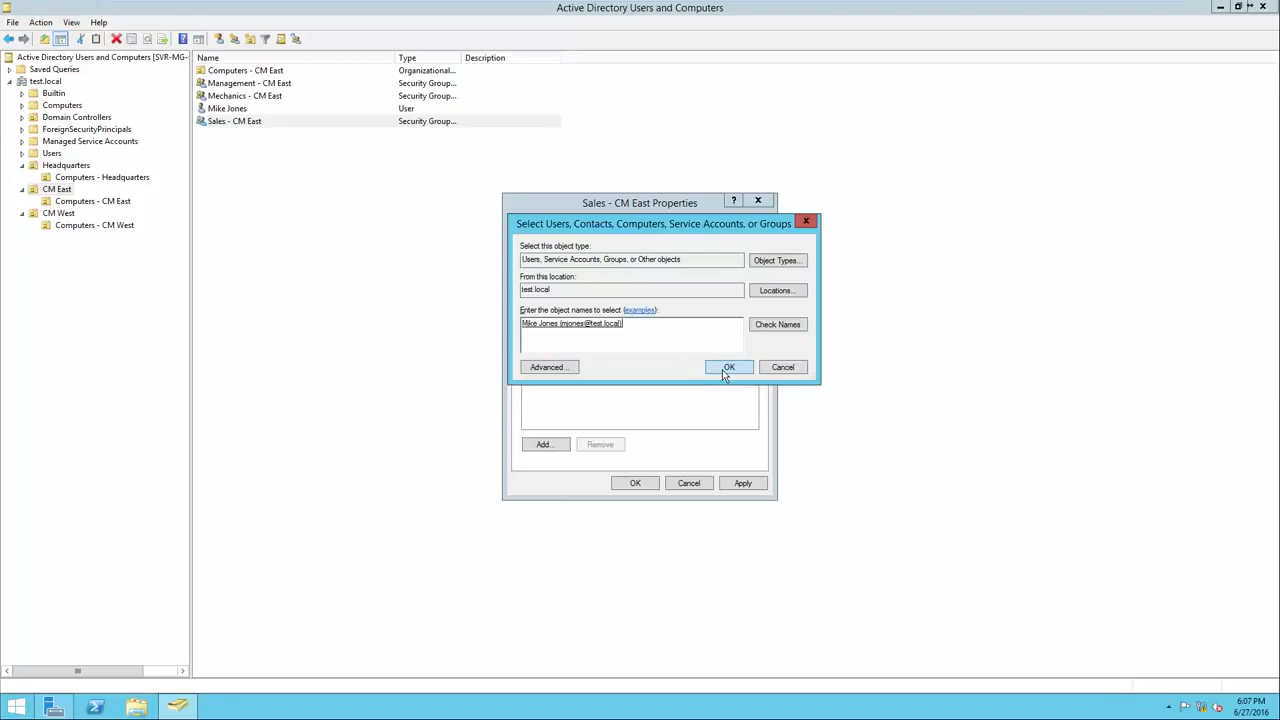 Active Directory Users and Computers
File Action View Help
Active Directory Users and Computers [SVR-MG-
Saved Queries
test.local
Builtin
Computers
Domain Controllers
ForeignSecurityPrincipals
Managed Service Accounts
Users
Headquarters
Computers - Headquarters
CM East
Computers - CM East
CM West
Computers - CM West
Name Type Description
Computers - CM East Organizational...
Management - CM East Security Group...
Mechanics - CM East Security Group...
Mike Jones User
Sales - CM East Security Group...
Sales - CM East Properties
Select Users, Contacts, Computers, Service Accounts, or Groups
Select this object type:
Users, Service Accounts, Groups, or Other objects Object Types...
From this location:
test.local Locations...
Enter the object names to select (examples):
Mike Jones (mjones@test.local) Check Names
Advanced... OK Cancel
Add... Remove
OK Cancel Apply
6:07 PM
6/27/2016